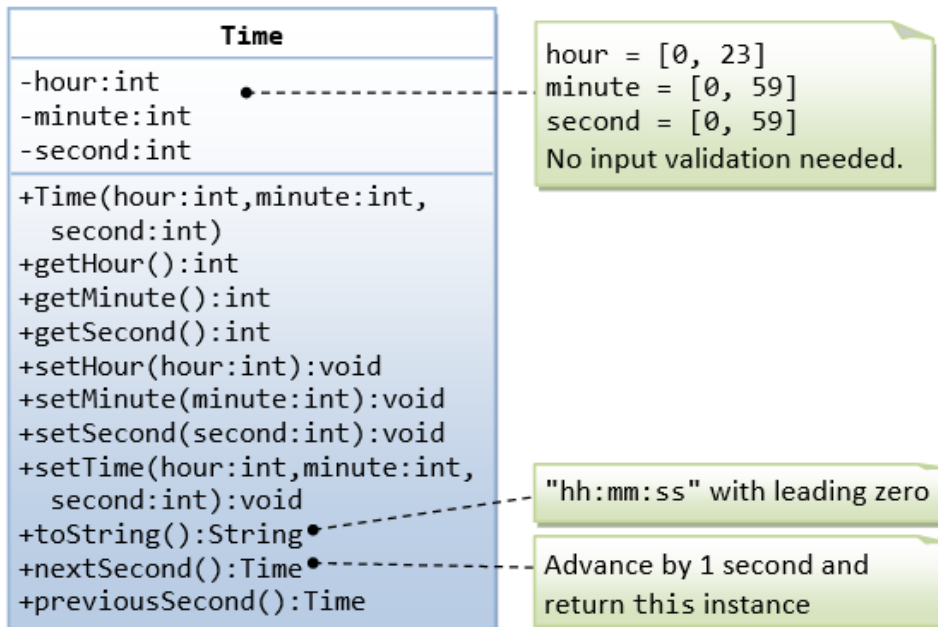 Time
-hour:int
-minute:int
-second:int
+Time(hour:int,minute:int,
second:int)
+getHour():int
+getMinute():int
+getSecond():int
+setHour(hour:int):void
+setMinute(minute:int):void
+setSecond(second:int):void
+setTime(hour:int,minute:int,
second:int):void
+toString():String
+nextSecond():Time
+previousSecond():Time
hour = [0, 23]
minute = [0, 59]
second = [0, 59]
No input validation needed.
"hh:mm:ss" with leading zero
Advance by 1 second and
return this instance